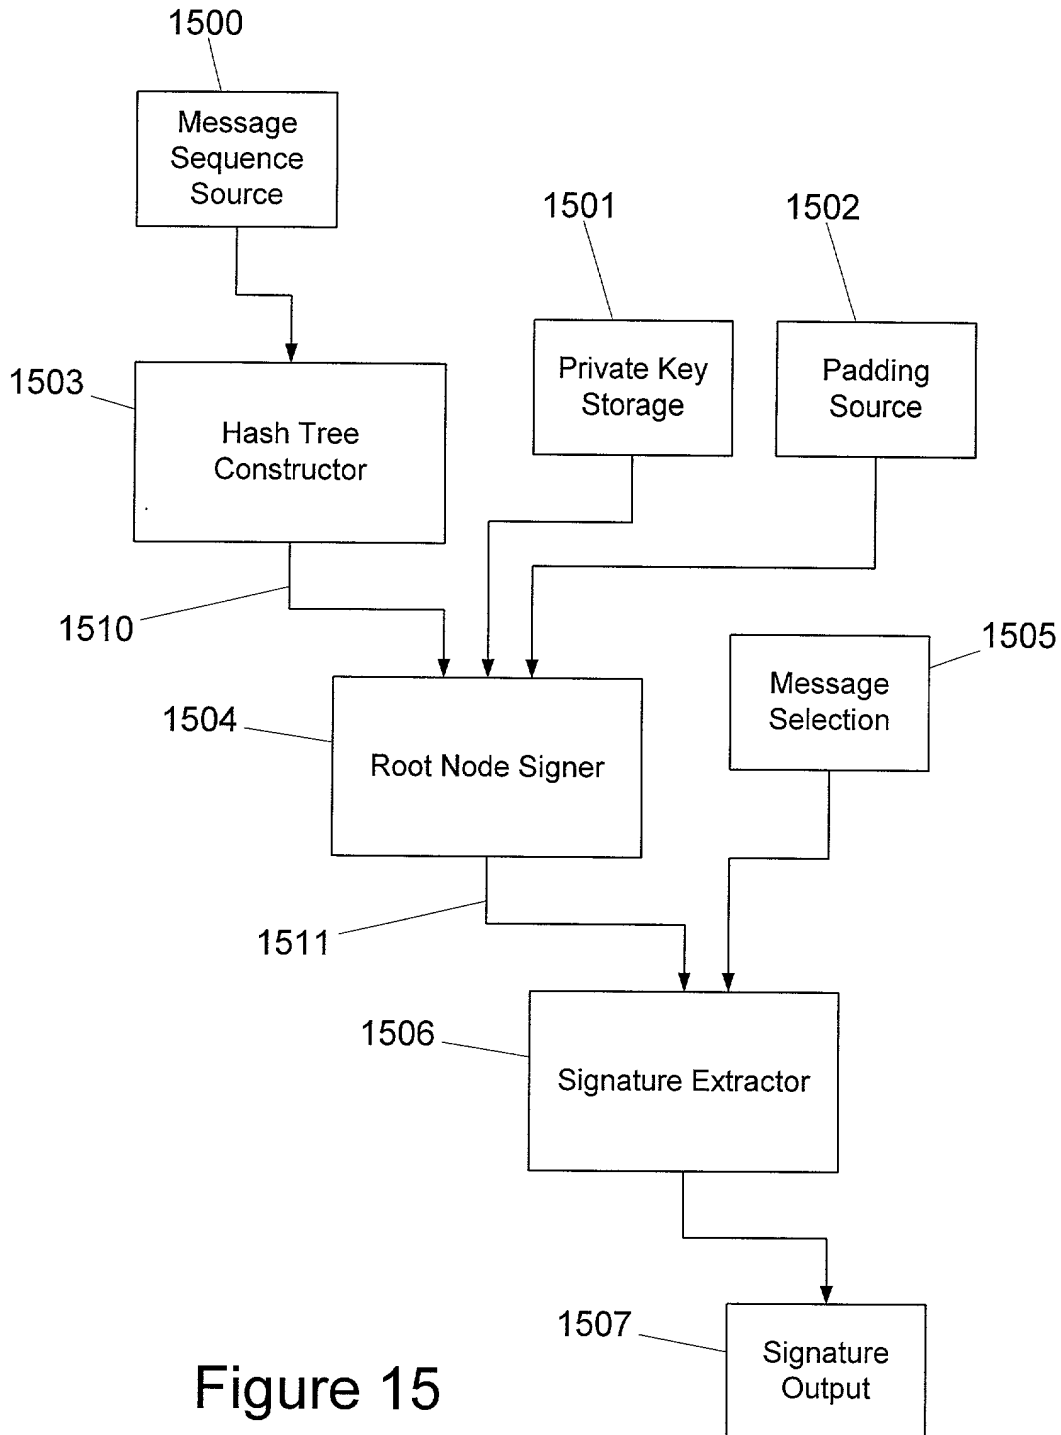 1500
Message
Sequence
Source
1501
1502
1503
Hash Tree
Constructor
Private Key
Storage
Padding
Source
1510
1504
Root Node Signer
1505
Message
Selection
1511
1506
Signature Extractor
1507
Signature
Output
Figure 15